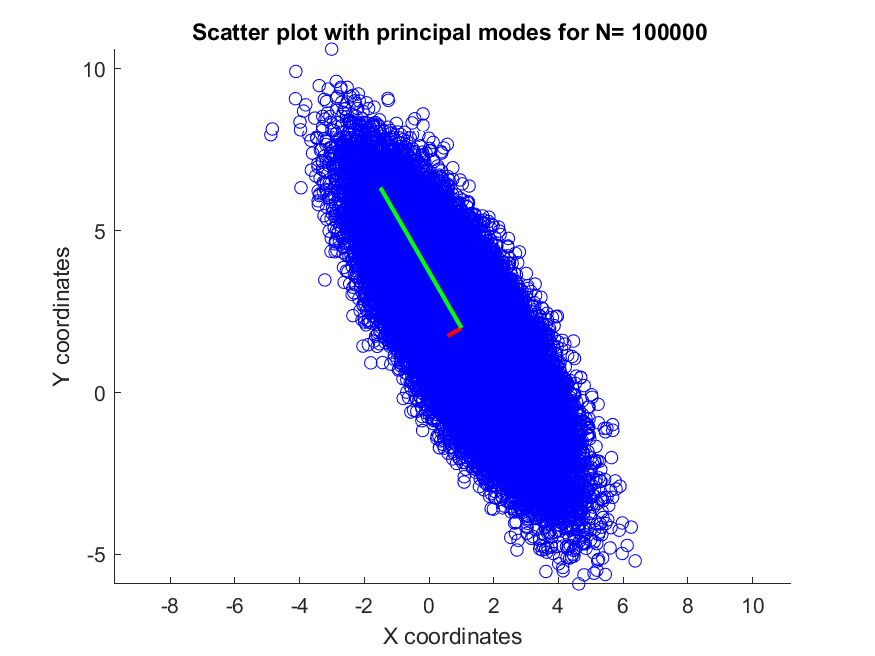 Scatter plot with principal modes for N= 100000
10
5
0
-5
Y coordinates
-8 -6 -4 -2 0 2 4 6 8 10
X coordinates